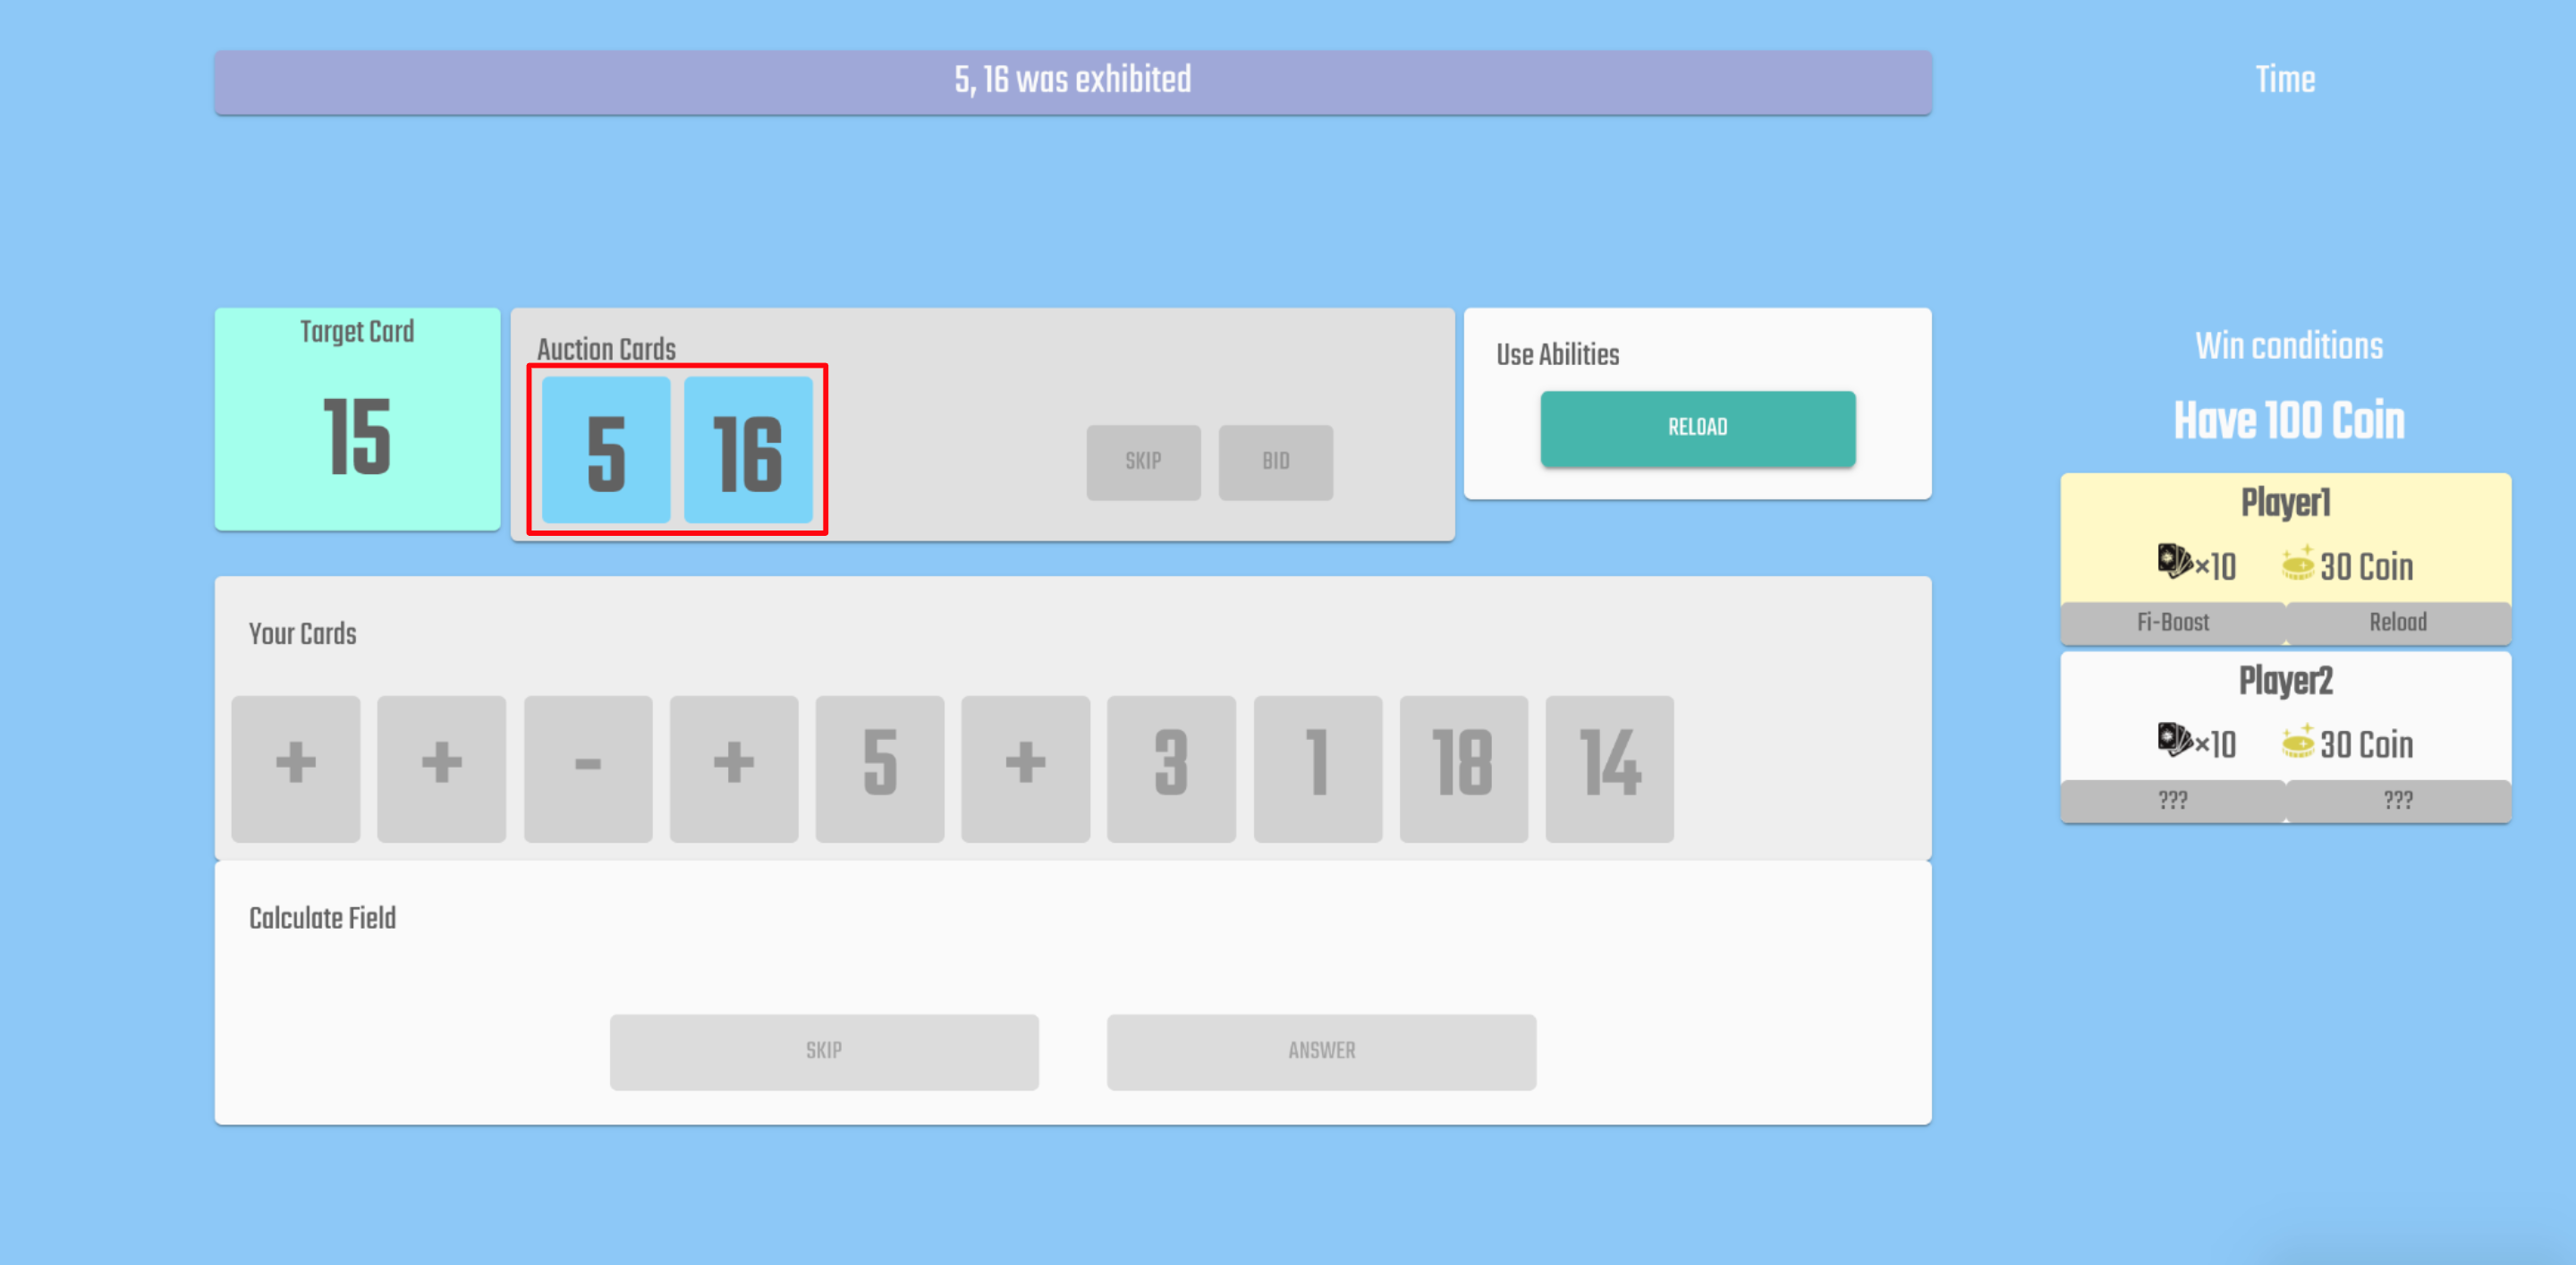 5, 16 was exhibited
Time
Target Card
15
Auction Cards
5 16
SKIP BID
Use Abilities
RELOAD
Win conditions
Have 100 Coin
Player1
×10 30 Coin
Fi-Boost Reload
Player2
×10 30 Coin
??? ???
Your Cards
+ + - + 5 + 3 1 18 14
Calculate Field
SKIP ANSWER